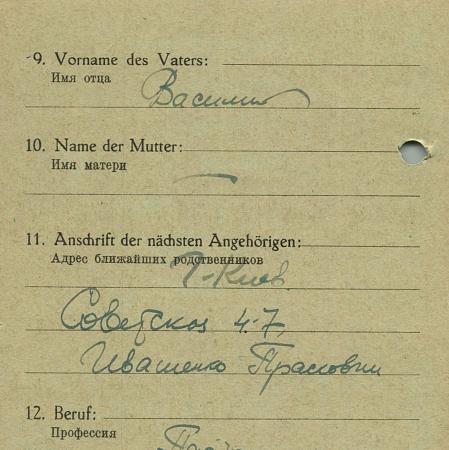 9. Vorname des Vaters:
Имя отца
Василий
10. Name der Mutter:
Имя матери
—
11. Anschrift der nächsten Angehörigen:
Адрес ближайших родственников
г-Киев
Советская 4-7,
Иващенко Прасковии
12. Beruf:
Профессия